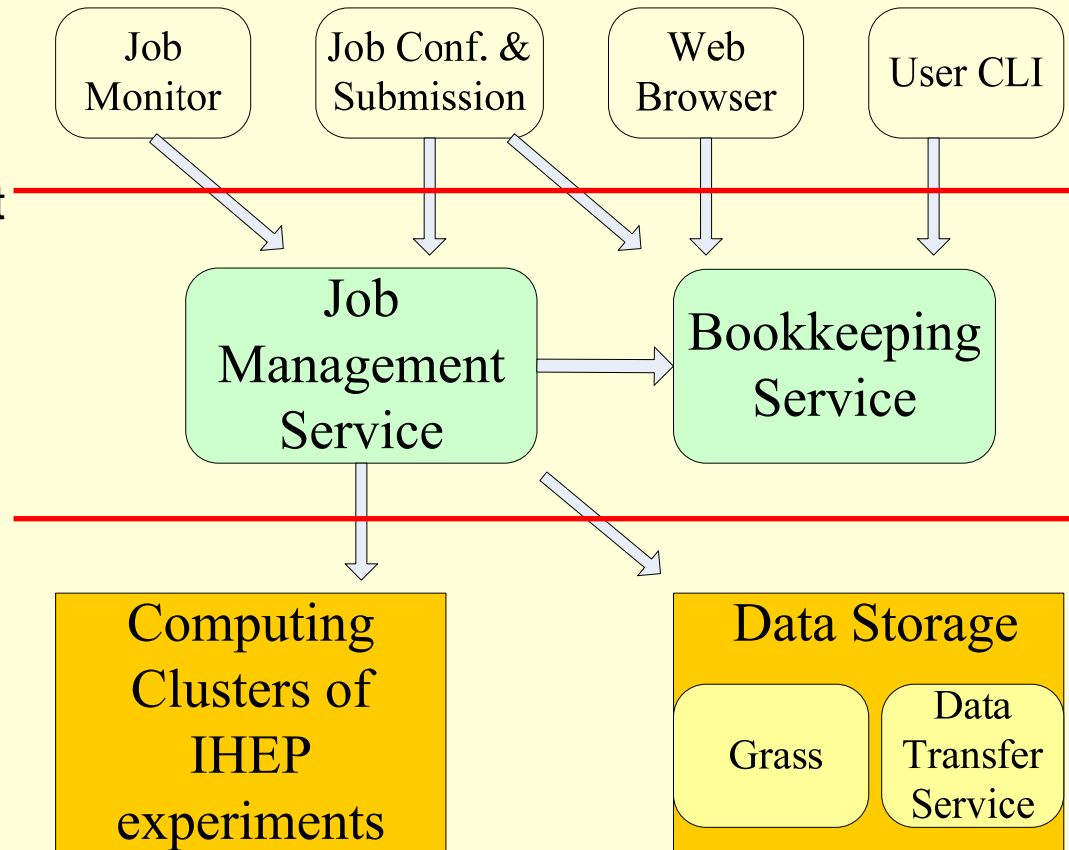 Job
Monitor
Job Conf. &
Submission
Web
Browser
User CLI
t
Job
Management
Service
Bookkeeping
Service
Computing
Clusters of
IHEP
experiments
Data Storage
Grass
Data
Transfer
Service